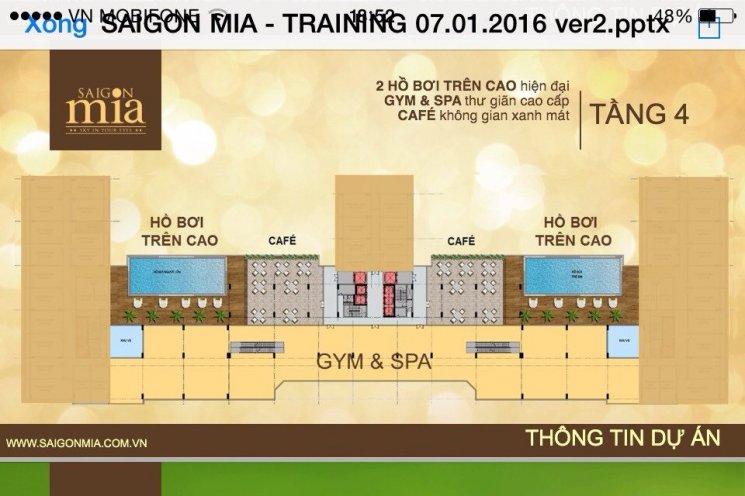 VN MOBIFONE 48%
Xong SAIGON MIA - TRAINING 07.01.2016 ver2.pptx
SAIGON
mia
SKY IN YOUR EYES
2 HỒ BƠI TRÊN CAO hiện đại
GYM & SPA thư giãn cao cấp
CAFÉ không gian xanh mát
TẦNG 4
HỒ BƠI
TRÊN CAO
CAFÉ
CAFÉ
HỒ BƠI
TRÊN CAO
GYM & SPA
WWW.SAIGONMIA.COM.VN
THÔNG TIN DỰ ÁN